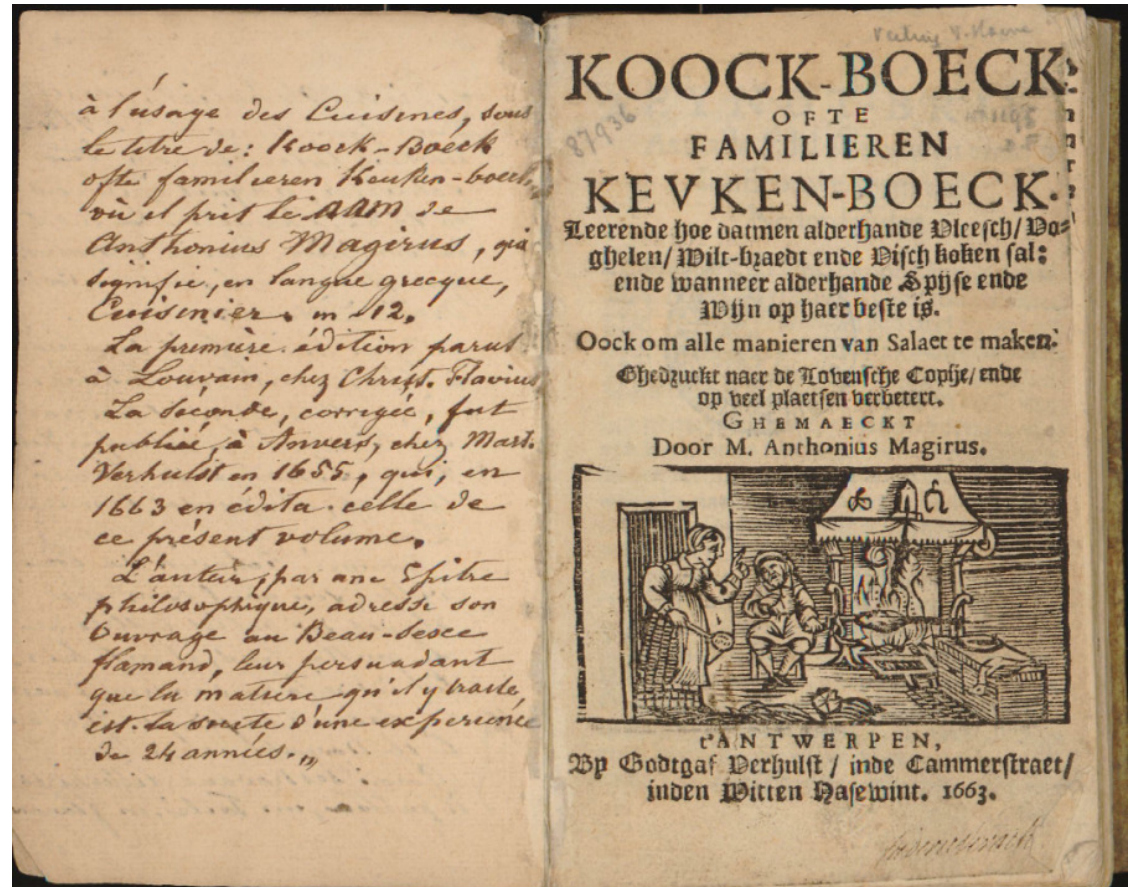 à l'usage des Cuisines, sous
le titre de: Koock-Boeck
ofte familieren Keuken-boeck,
où il prit le nom de
Anthonius Magirus, qui
signifie, en langue grecque,
Cuisinier. in 12.
La première édition parut
à Louvain, chez Christ. Flavius
La seconde, corrigée, fut
publiée, à Anvers, chez Mart.
Verhulst en 1655, qui, en
1663 en édita celle de
ce présent volume.
L'auteur, par une Epitre
philosophique, adresse son
Ouvrage au Beau-Sexe
flamand, leur persuadant
que la matière qu'il y traite,
est la suite d'une experience
de 24 années.„
87936
KOOCK-BOECK
OFTE
FAMILIEREN
KEVKEN-BOECK.
Leerende hoe datmen alderhande Vleesch/ Vo-
ghelen/ Wilt-braedt ende Visch koken sal:
ende wanneer alderhande Spijse ende
Wijn op haer beste is.
Oock om alle manieren van Salaet te maken.
Ghedruckt naer de Lovensche Copije/ ende
op veel plaetsen verbetert.
GHEMAECKT
Door M. Anthonius Magirus.
t'ANTWERPEN,
By Godtgaf Verhulst / inde Cammerstraet/
inden Witten Hasewint. 1663.